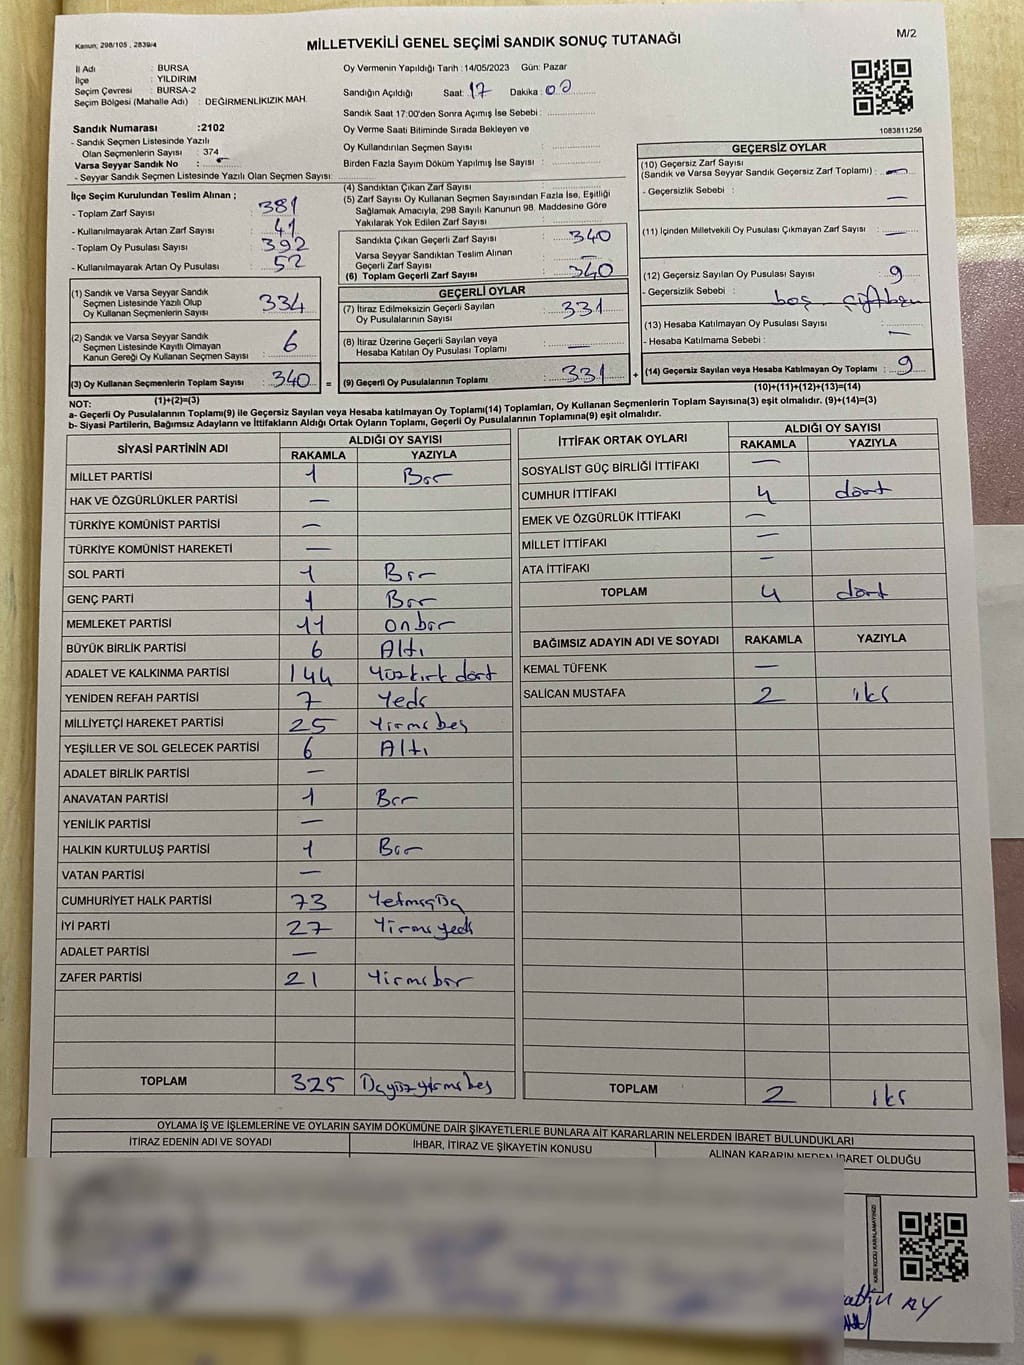 Kanun; 298/105 , 2839/4
MİLLETVEKİLİ GENEL SEÇİMİ SANDIK SONUÇ TUTANAĞI
M/2
İl Adı : BURSA
İlçe : YILDIRIM
Seçim Çevresi : BURSA-2
Seçim Bölgesi (Mahalle Adı) : DEĞİRMENLİKIZIK MAH.
Oy Vermenin Yapıldığı Tarih : 14/05/2023 Gün: Pazar
Sandığın Açıldığı Saat: 17 Dakika : 00
Sandık Saat 17:00'den Sonra Açımış İse Sebebi :
Oy Verme Saati Bitiminde Sırada Bekleyen ve
Oy Kullandırılan Seçmen Sayısı :
Birden Fazla Sayım Döküm Yapılmış İse Sayısı :
1083811256
Sandık Numarası :2102
- Sandık Seçmen Listesinde Yazılı
Olan Seçmenlerin Sayısı : 374
Varsa Seyyar Sandık No : -
- Seyyar Sandık Seçmen Listesinde Yazılı Olan Seçmen Sayısı:
İlçe Seçim Kurulundan Teslim Alınan ;
- Toplam Zarf Sayısı : 381
- Kullanılmayarak Artan Zarf Sayısı : 41
- Toplam Oy Pusulası Sayısı : 392
- Kullanılmayarak Artan Oy Pusulası : 52
(1) Sandık ve Varsa Seyyar Sandık
Seçmen Listesinde Yazılı Olup
Oy Kullanan Seçmenlerin Sayısı : 334
(2) Sandık ve Varsa Seyyar Sandık
Seçmen Listesinde Kayıtlı Olmayan
Kanun Gereği Oy Kullanan Seçmen Sayısı : 6
(3) Oy Kullanan Seçmenlerin Toplam Sayısı : 340 =
(1)+(2)=(3)
(4) Sandıktan Çıkan Zarf Sayısı :
(5) Zarf Sayısı Oy Kullanan Seçmen Sayısından Fazla İse, Eşitliği
Sağlamak Amacıyla, 298 Sayılı Kanunun 98. Maddesine Göre
Yakılarak Yok Edilen Zarf Sayısı :
Sandıkta Çıkan Geçerli Zarf Sayısı : 340
Varsa Seyyar Sandıktan Teslim Alınan
Geçerli Zarf Sayısı : -
(6) Toplam Geçerli Zarf Sayısı : 340
GEÇERLİ OYLAR
(7) İtiraz Edilmeksizin Geçerli Sayılan
Oy Pusulalarının Sayısı : 331
(8) İtiraz Üzerine Geçerli Sayılan veya
Hesaba Katılan Oy Pusulası Toplamı : -
(9) Geçerli Oy Pusulalarının Toplamı : 331 +
GEÇERSİZ OYLAR
(10) Geçersiz Zarf Sayısı
(Sandık ve Varsa Seyyar Sandık Geçersiz Zarf Toplamı) : -
- Geçersizlik Sebebi : -
(11) İçinden Milletvekili Oy Pusulası Çıkmayan Zarf Sayısı : -
(12) Geçersiz Sayılan Oy Pusulası Sayısı : 9
- Geçersizlik Sebebi : boş -
(13) Hesaba Katılmayan Oy Pusulası Sayısı :
- Hesaba Katılmama Sebebi : -
(14) Geçersiz Sayılan veya Hesaba Katılmayan Oy Toplamı : 9
(10)+(11)+(12)+(13)=(14)
NOT:
a- Geçerli Oy Pusulalarının Toplamı(9) ile Geçersiz Sayılan veya Hesaba katılmayan Oy Toplamı(14) Toplamları, Oy Kullanan Seçmenlerin Toplam Sayısına(3) eşit olmalıdır. (9)+(14)=(3)
b- Siyasi Partilerin, Bağımsız Adayların ve İttifakların Aldığı Ortak Oyların Toplamı, Geçerli Oy Pusulalarının Toplamına(9) eşit olmalıdır.
SİYASİ PARTİNİN ADI ALDIĞI OY SAYISI
RAKAMLA YAZIYLA
MİLLET PARTİSİ 1 Bir
HAK VE ÖZGÜRLÜKLER PARTİSİ -
TÜRKİYE KOMÜNİST PARTİSİ -
TÜRKİYE KOMÜNİST HAREKETİ -
SOL PARTİ 1 Bir
GENÇ PARTİ 1 Bir
MEMLEKET PARTİSİ 11 onbir
BÜYÜK BİRLİK PARTİSİ 6 Altı
ADALET VE KALKINMA PARTİSİ 144 Yüzkırk dört
YENİDEN REFAH PARTİSİ 7 Yedi
MİLLİYETÇİ HAREKET PARTİSİ 25 Yirmi beş
YEŞİLLER VE SOL GELECEK PARTİSİ 6 Altı
ADALET BİRLİK PARTİSİ -
ANAVATAN PARTİSİ 1 Bir
YENİLİK PARTİSİ -
HALKIN KURTULUŞ PARTİSİ 1 Bir
VATAN PARTİSİ -
CUMHURİYET HALK PARTİSİ 73 Yetmişüç
İYİ PARTİ 27 Yirmi yedi
ADALET PARTİSİ -
ZAFER PARTİSİ 21 Yirmibir
TOPLAM 325 Üçyüzyirmi beş
İTTİFAK ORTAK OYLARI ALDIĞI OY SAYISI
RAKAMLA YAZIYLA
SOSYALİST GÜÇ BİRLİĞİ İTTİFAKI -
CUMHUR İTTİFAKI 4 dört
EMEK VE ÖZGÜRLÜK İTTİFAKI -
MİLLET İTTİFAKI -
ATA İTTİFAKI -
TOPLAM 4 dört
BAĞIMSIZ ADAYIN ADI VE SOYADI RAKAMLA YAZIYLA
KEMAL TÜFENK -
SALİCAN MUSTAFA 2 iki
TOPLAM 2 iki
OYLAMA İŞ VE İŞLEMLERİNE VE OYLARIN SAYIM DÖKÜMÜNE DAİR ŞİKAYETLERLE BUNLARA AİT KARARLARIN NELERDEN İBARET BULUNDUKLARI
İTİRAZ EDENİN ADI VE SOYADI İHBAR, İTİRAZ VE ŞİKAYETİN KONUSU ALINAN KARARIN NEDEN İBARET OLDUĞU
KARE KODU KARALAMAYINIZ!
AY